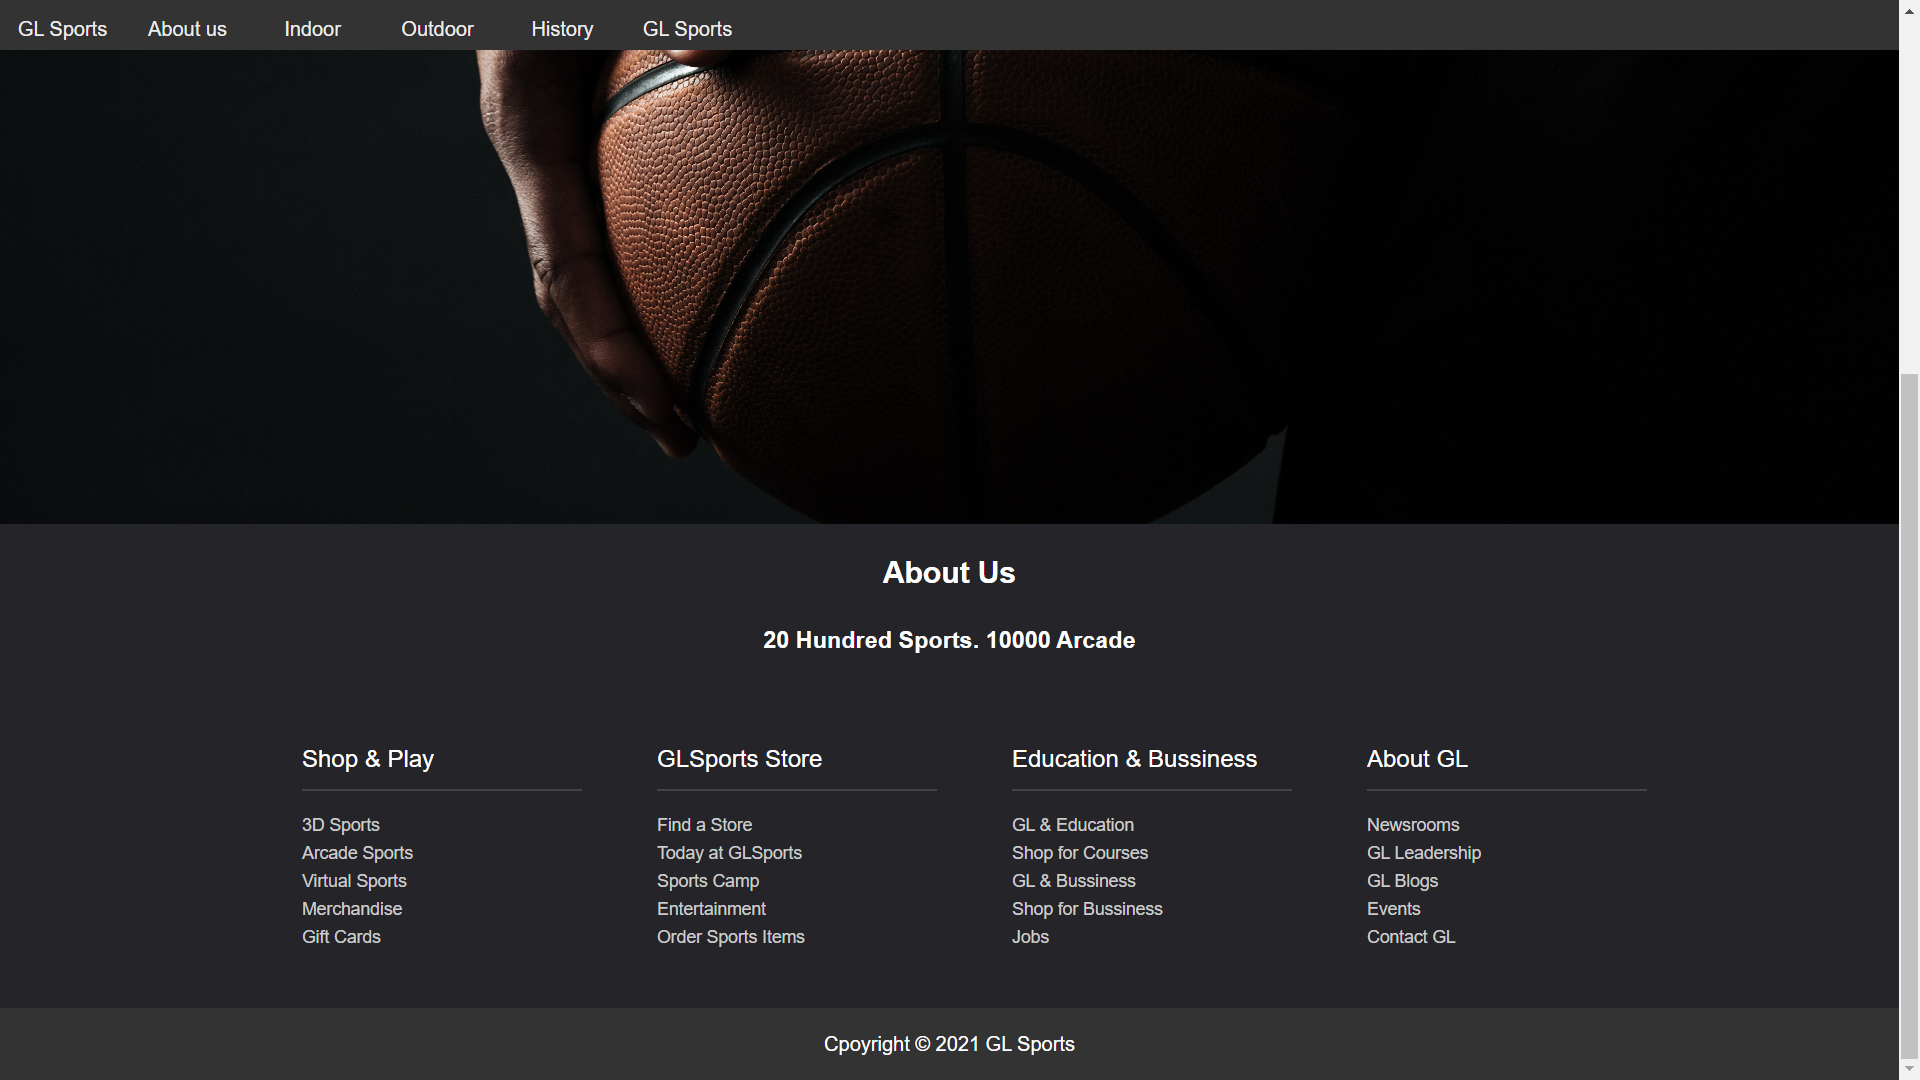 GL Sports About us Indoor Outdoor History GL Sports
About Us
20 Hundred Sports. 10000 Arcade
Shop & Play
3D Sports
Arcade Sports
Virtual Sports
Merchandise
Gift Cards
GLSports Store
Find a Store
Today at GLSports
Sports Camp
Entertainment
Order Sports Items
Education & Bussiness
GL & Education
Shop for Courses
GL & Bussiness
Shop for Bussiness
Jobs
About GL
Newsrooms
GL Leadership
GL Blogs
Events
Contact GL
Cpoyright © 2021 GL Sports